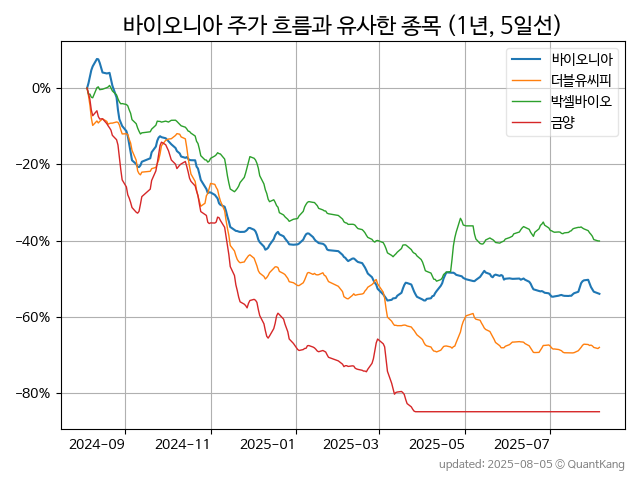 바이오니아 주가 흐름과 유사한 종목 (1년, 5일선)
바이오니아
더블유씨피
박셀바이오
금양
0%
−20%
−40%
−60%
−80%
2024−09
2024−11
2025−01
2025−03
2025−05
2025−07
updated: 2025-08-05 © QuantKang